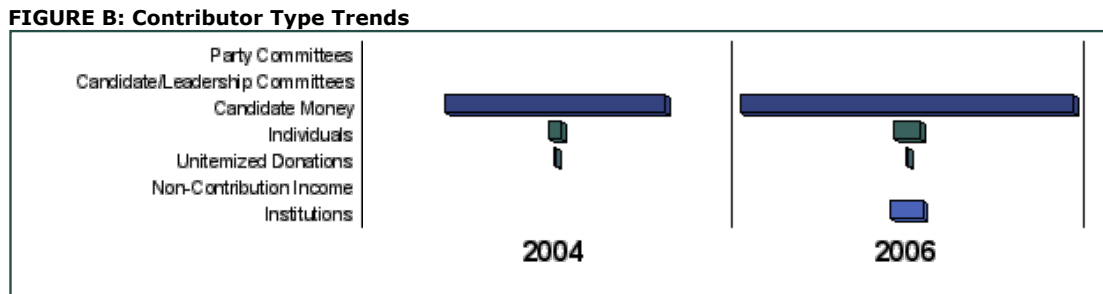 FIGURE B: Contributor Type Trends
Party Committees
Candidate/Leadership Committees
Candidate Money
Individuals
Unitemized Donations
Non-Contribution Income
Institutions
2004 2006